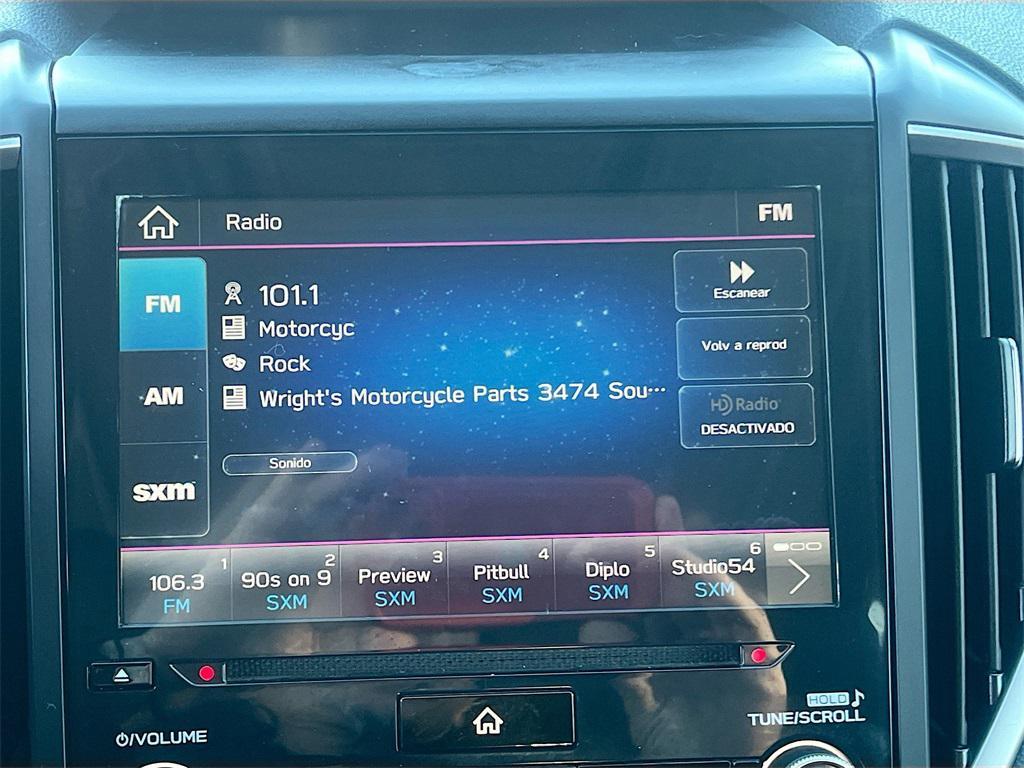 Radio
FM
FM
AM
sxm
101.1
Motorcyc
Rock
Wright's Motorcycle Parts 3474 Sou···
Sonido
Escanear
Volv a reprod
HD Radio
DESACTIVADO
1
106.3
FM
2
90s on 9
SXM
3
Preview
SXM
4
Pitbull
SXM
5
Diplo
SXM
6
Studio54
SXM
VOLUME
HOLD
TUNE/SCROLL